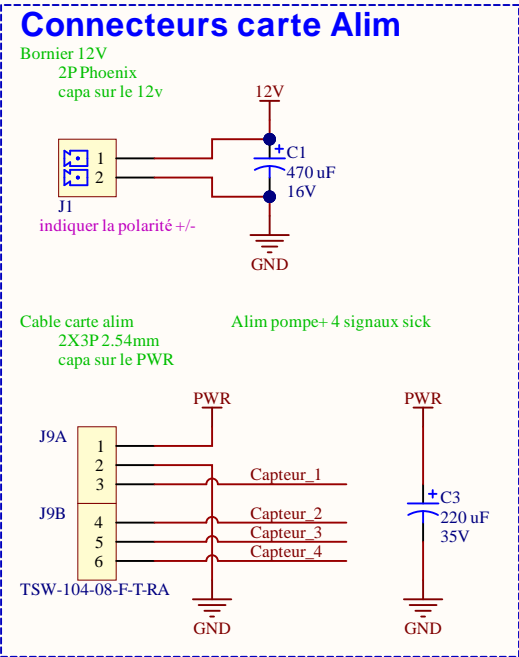 Connecteurs carte Alim
Bornier 12V
2P Phoenix
capa sur le 12v
12V
1
2
J1
C1
470 uF
16V
indiquer la polarité +/-
GND
Cable carte alim
Alim pompe+ 4 signaux sick
2X3P 2.54mm
capa sur le PWR
PWR
PWR
J9A
1
2
3
Capteur_1
J9B
4
Capteur_2
5
Capteur_3
6
Capteur_4
C3
220 uF
35V
TSW-104-08-F-T-RA
GND
GND